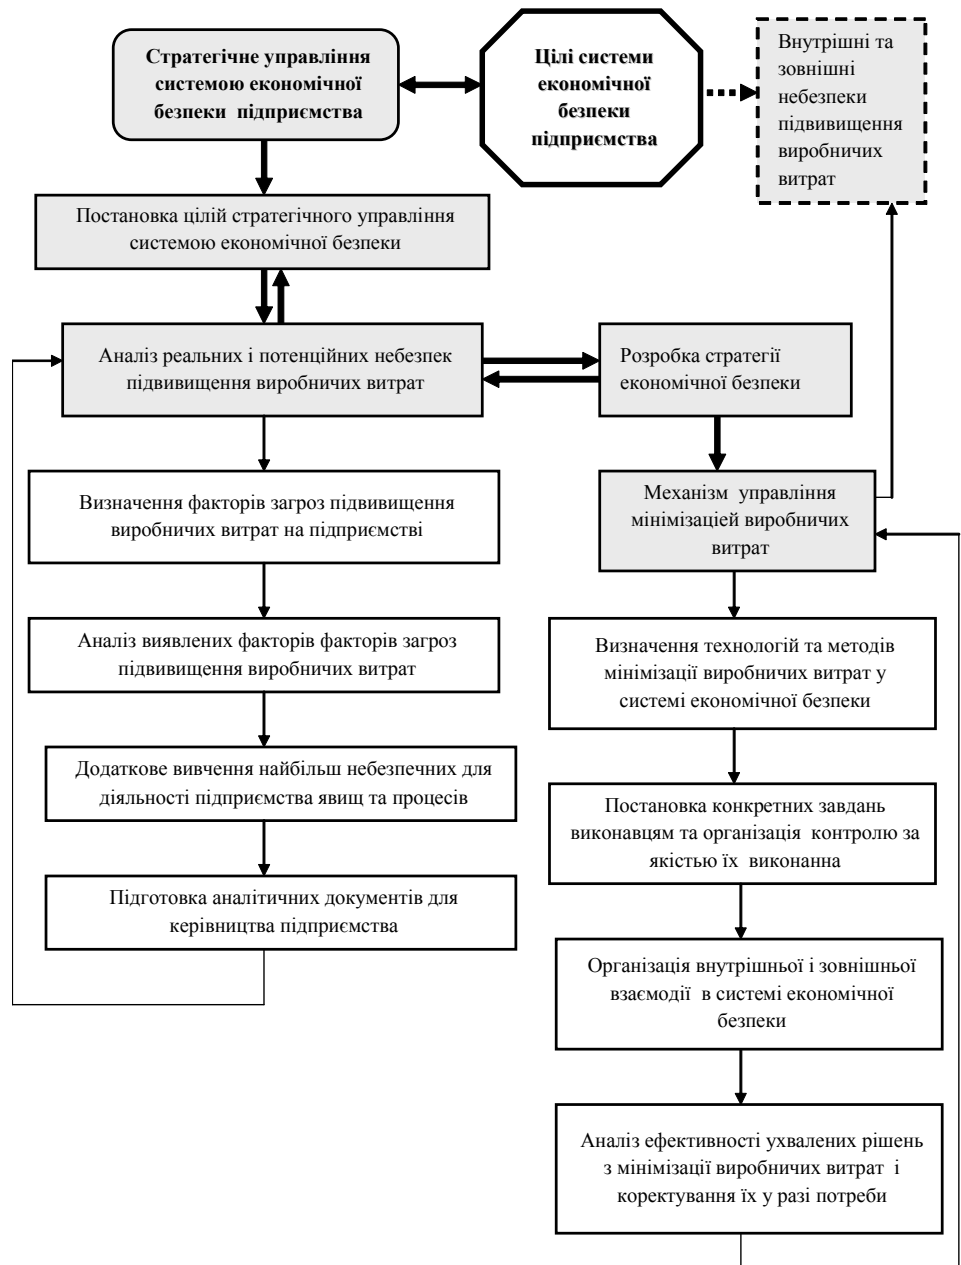 Стратегічне управління
системою економічної
безпеки підприємства
Цілі системи
економічної
безпеки
підприємства
Внутрішні та
зовнішні
небезпеки
підвивищення
виробничих
витрат
Постановка цілій стратегічного управління
системою економічної безпеки
Аналіз реальних і потенційних небезпек
підвивищення виробничих витрат
Розробка стратегії
економічної безпеки
Визначення факторів загроз підвивищення
виробничих витрат на підприємстві
Механізм управління
мінімізаціей виробничих
витрат
Аналіз виявлених факторів факторів загроз
підвивищення виробничих витрат
Визначення технологій та методів
мінімізації виробничих витрат у
системі економічної безпеки
Додаткове вивчення найбільш небезпечних для
діяльності підприємства явищ та процесів
Постановка конкретних завдань
виконавцям та організація контролю за
якістью їх виконанна
Підготовка аналітичних документів для
керівництва підприємства
Організація внутрішньої і зовнішньої
взаємодії в системі економічної
безпеки
Аналіз ефективності ухвалених рішень
з мінімізації виробничих витрат і
коректування їх у разі потреби